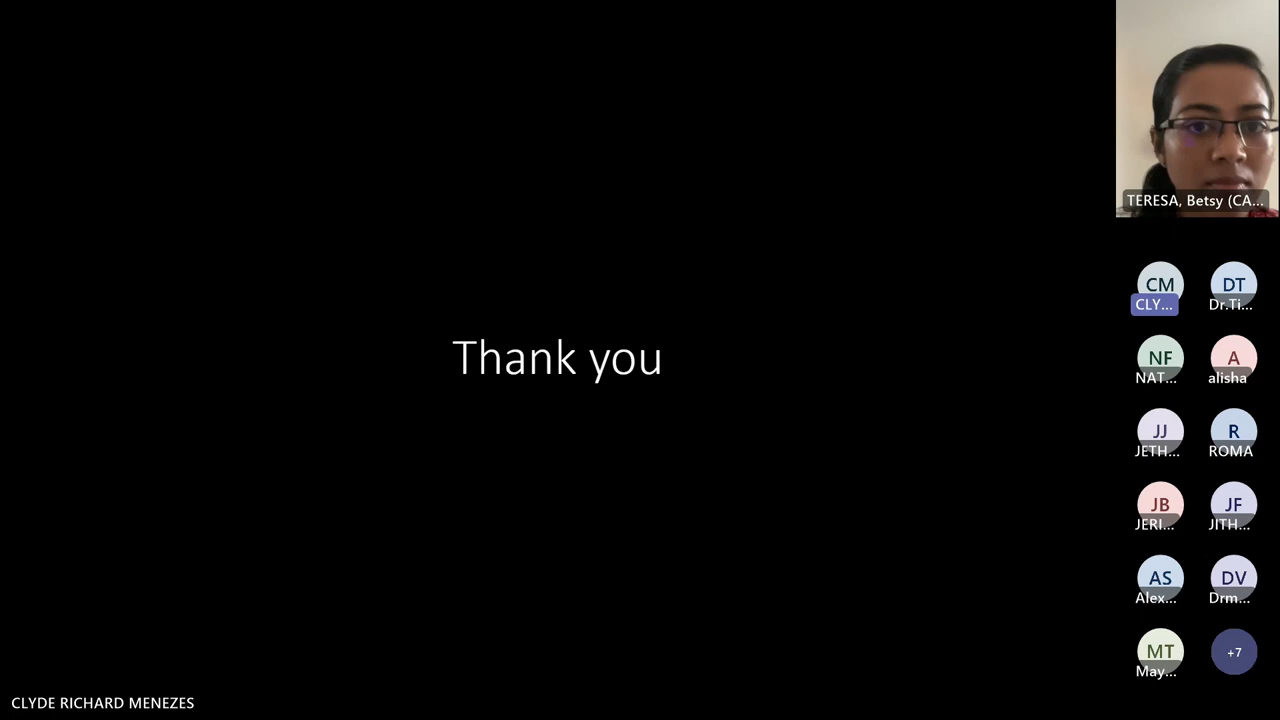 Thank you
TERESA, Betsy (CA...
CM
CLY...
DT
Dr.Ti...
NF
NAT...
A
alisha
JJ
JETH...
R
ROMA
JB
JERI...
JF
JITH...
AS
Alex...
DV
Drm...
MT
May...
+7
CLYDE RICHARD MENEZES